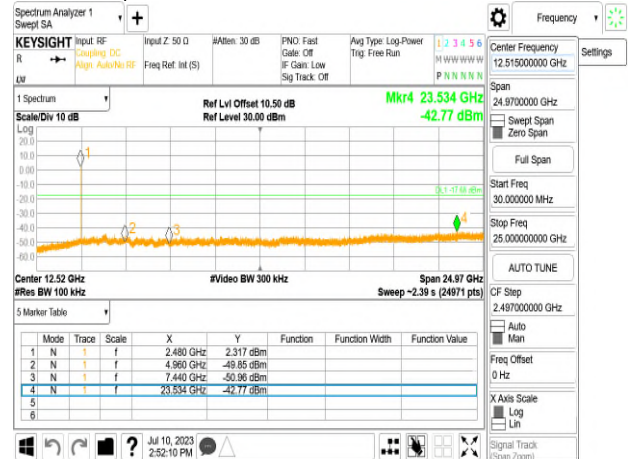 Spectrum Analyzer 1
Swept SA
+
Frequency
KEYSIGHT
Input: RF
Coupling: DC
Align: Auto/No RF
Input Z: 50 Ω
Freq Ref: Int (S)
#Atten: 30 dB
PNO: Fast
Gate: Off
IF Gain: Low
Sig Track: Off
Avg Type: Log-Power
Trig: Free Run
1 2 3 4 5 6
M W W W W W
P N N N N N
R
LXI
1 Spectrum
Scale/Div 10 dB
Ref Lvl Offset 10.50 dB
Ref Level 30.00 dBm
Mkr4 23.534 GHz
-42.77 dBm
Log
20.0
10.0
0.00
-10.0
-20.0
-30.0
-40.0
-50.0
-60.0
1
2
3
4
DL1 -17.68 dBm
Center 12.52 GHz
#Res BW 100 kHz
#Video BW 300 kHz
Span 24.97 GHz
Sweep ~2.39 s (24971 pts)
5 Marker Table
Mode Trace Scale X Y Function Function Width Function Value
1 N 1 f 2.480 GHz 2.317 dBm
2 N 1 f 4.960 GHz -49.85 dBm
3 N 1 f 7.440 GHz -50.96 dBm
4 N 1 f 23.534 GHz -42.77 dBm
5
6
?
Jul 10, 2023
2:52:10 PM
Center Frequency
12.515000000 GHz
Settings
Span
24.9700000 GHz
Swept Span
Zero Span
Full Span
Start Freq
30.000000 MHz
Stop Freq
25.000000000 GHz
AUTO TUNE
CF Step
2.497000000 GHz
Auto
Man
Freq Offset
0 Hz
X Axis Scale
Log
Lin
Signal Track
(Span Zoom)